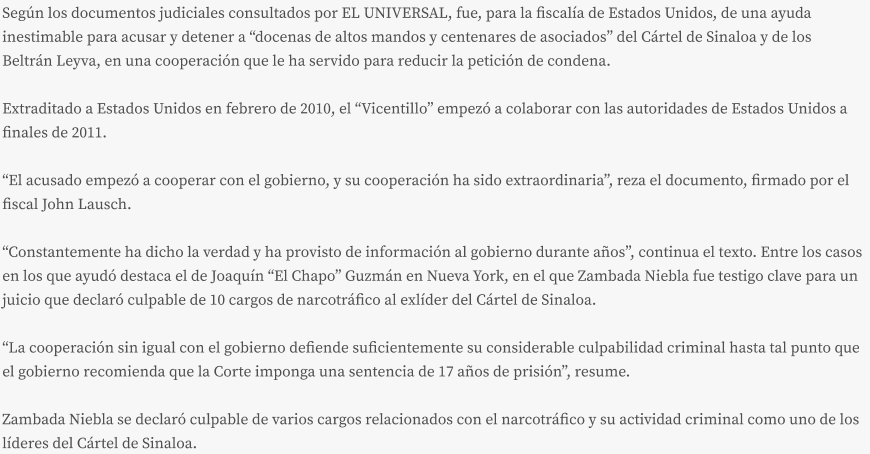 Según los documentos judiciales consultados por EL UNIVERSAL, fue, para la fiscalía de Estados Unidos, de una ayuda
inestimable para acusar y detener a “docenas de altos mandos y centenares de asociados” del Cártel de Sinaloa y de los
Beltrán Leyva, en una cooperación que le ha servido para reducir la petición de condena.
Extraditado a Estados Unidos en febrero de 2010, el “Vicentillo” empezó a colaborar con las autoridades de Estados Unidos a
finales de 2011.
“El acusado empezó a cooperar con el gobierno, y su cooperación ha sido extraordinaria”, reza el documento, firmado por el
fiscal John Lausch.
“Constantemente ha dicho la verdad y ha provisto de información al gobierno durante años”, continua el texto. Entre los casos
en los que ayudó destaca el de Joaquín “El Chapo” Guzmán en Nueva York, en el que Zambada Niebla fue testigo clave para un
juicio que declaró culpable de 10 cargos de narcotráfico al exlíder del Cártel de Sinaloa.
“La cooperación sin igual con el gobierno defiende suficientemente su considerable culpabilidad criminal hasta tal punto que
el gobierno recomienda que la Corte imponga una sentencia de 17 años de prisión”, resume.
Zambada Niebla se declaró culpable de varios cargos relacionados con el narcotráfico y su actividad criminal como uno de los
líderes del Cártel de Sinaloa.